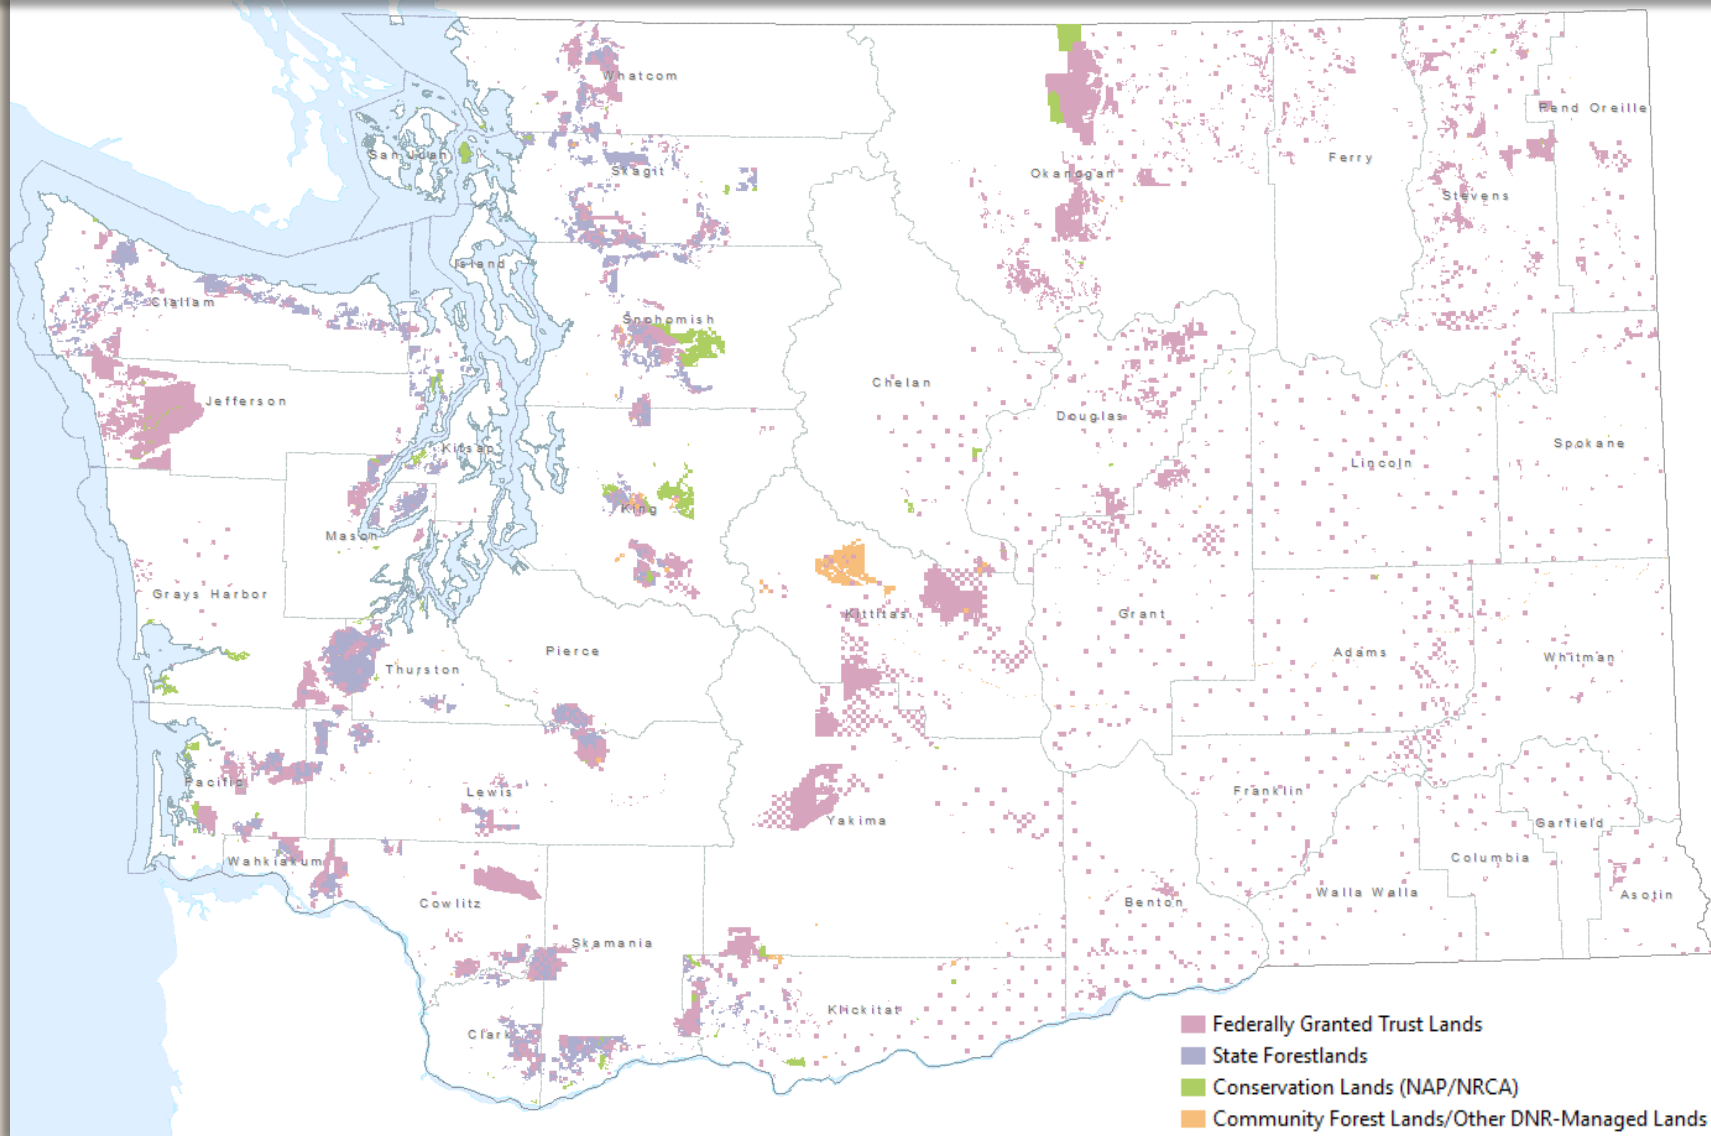 Whatcom
Pend Oreille
San Juan
Skagit
Okanogan
Ferry
Stevens
Island
Clallam
Snohomish
Chelan
Jefferson
Douglas
Kitsap
Spokane
Lincoln
King
Mason
Grays Harbor
Kittitas
Grant
Pierce
Adams
Whitman
Thurston
Pacific
Lewis
Franklin
Yakima
Garfield
Wahkiakum
Columbia
Cowlitz
Benton
Walla Walla
Asotin
Skamania
Klickitat
Clark
Federally Granted Trust Lands
State Forestlands
Conservation Lands (NAP/NRCA)
Community Forest Lands/Other DNR-Managed Lands